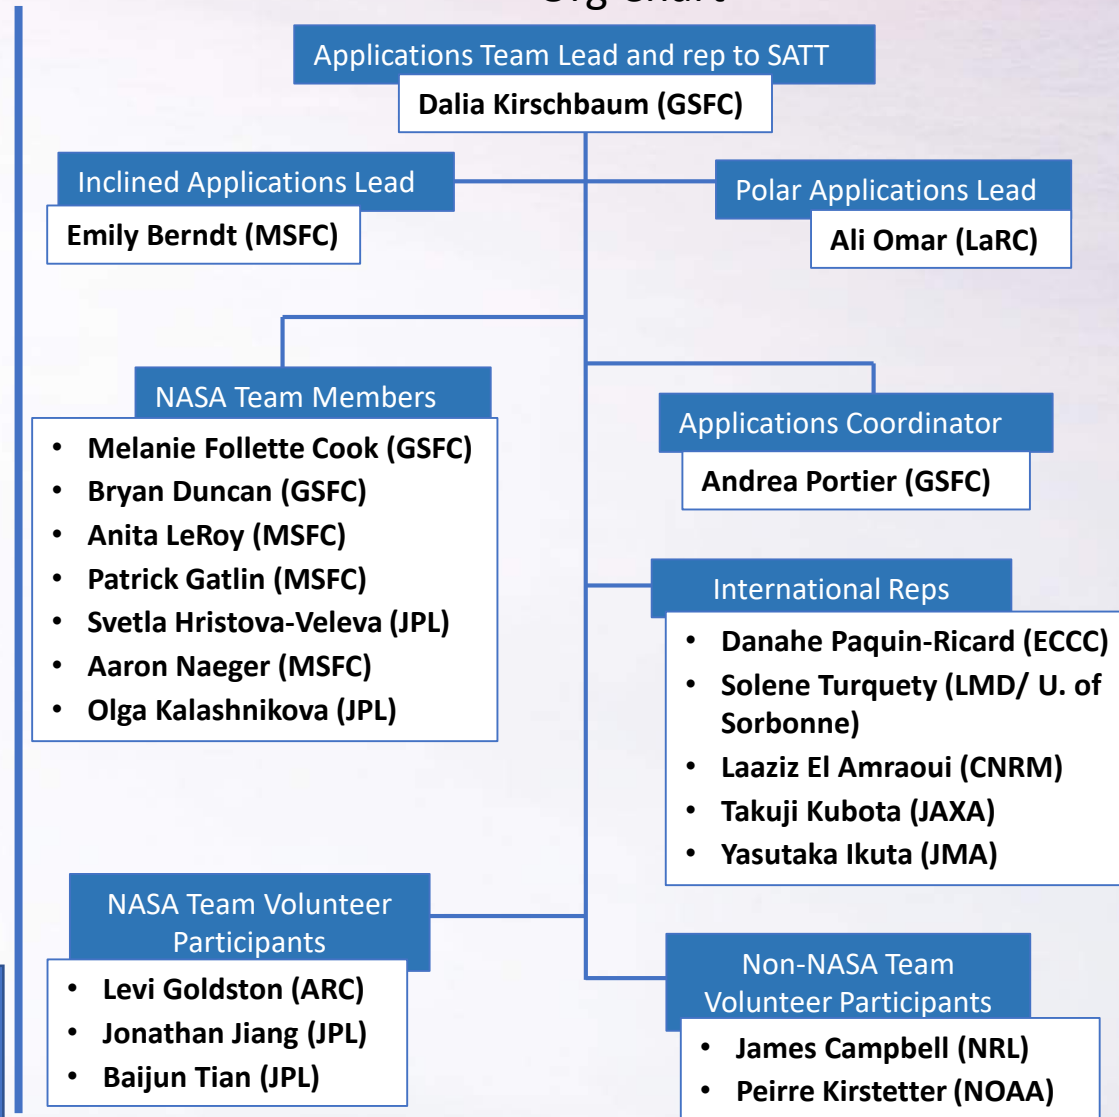 Org Chart
Applications Team Lead and rep to SATT
Dalia Kirschbaum (GSFC)
Inclined Applications Lead
Emily Berndt (MSFC)
Polar Applications Lead
Ali Omar (LaRC)
NASA Team Members
• Melanie Follette Cook (GSFC)
• Bryan Duncan (GSFC)
• Anita LeRoy (MSFC)
• Patrick Gatlin (MSFC)
• Svetla Hristova-Veleva (JPL)
• Aaron Naeger (MSFC)
• Olga Kalashnikova (JPL)
Applications Coordinator
Andrea Portier (GSFC)
International Reps
• Danahe Paquin-Ricard (ECCC)
• Solene Turquety (LMD/ U. of
Sorbonne)
• Laaziz El Amraoui (CNRM)
• Takuji Kubota (JAXA)
• Yasutaka Ikuta (JMA)
NASA Team Volunteer
Participants
• Levi Goldston (ARC)
• Jonathan Jiang (JPL)
• Baijun Tian (JPL)
Non-NASA Team
Volunteer Participants
• James Campbell (NRL)
• Peirre Kirstetter (NOAA)